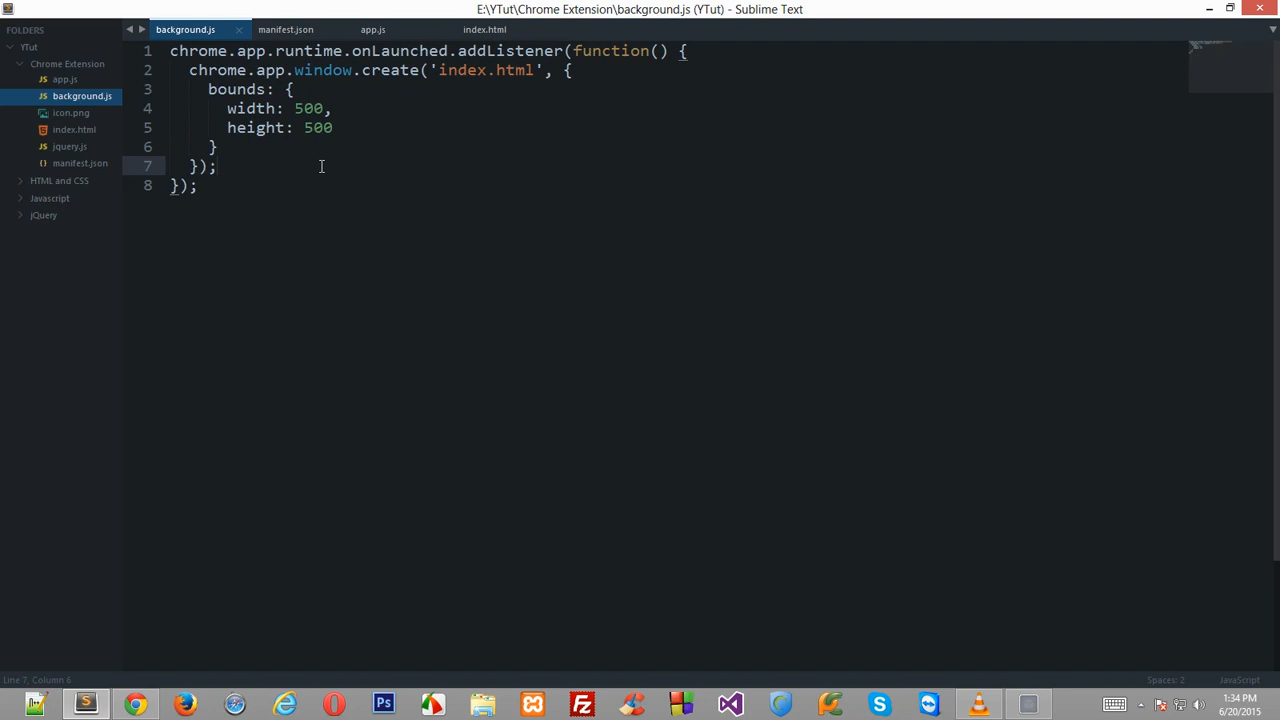 E:\YTut\Chrome Extension\background.js (YTut) - Sublime Text
FOLDERS
YTut
Chrome Extension
app.js
background.js
icon.png
index.html
jquery.js
manifest.json
HTML and CSS
Javascript
jQuery
background.js × manifest.json app.js index.html
1 chrome.app.runtime.onLaunched.addListener(function() {
2 chrome.app.window.create('index.html', {
3 bounds: {
4 width: 500,
5 height: 500
6 }
7 });
8 });
Line 7, Column 6
Spaces: 2
JavaScript
1:34 PM
6/20/2015